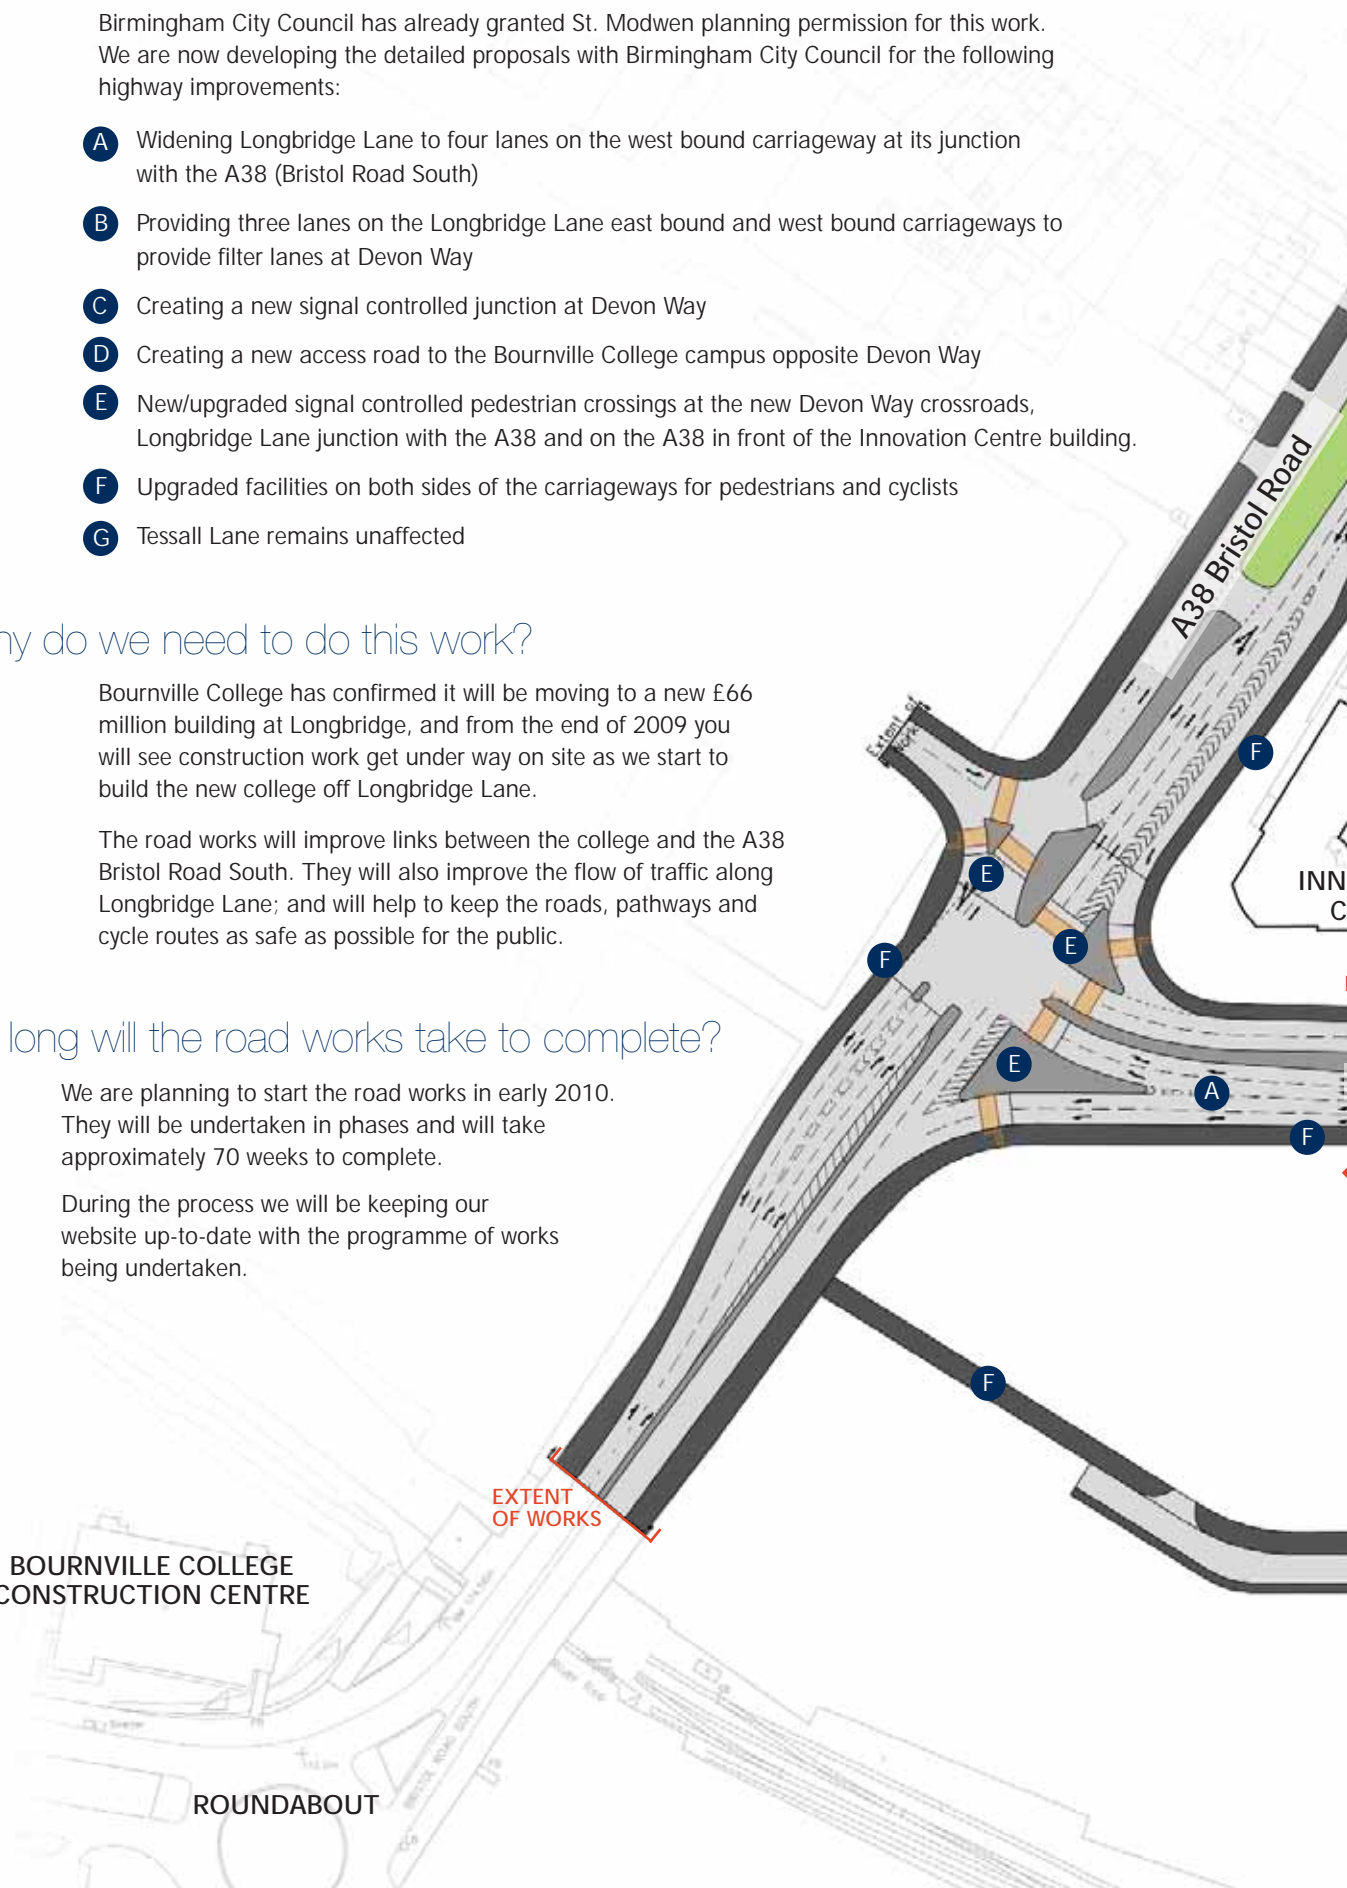 Birmingham City Council has already granted St. Modwen planning permission for this work.
We are now developing the detailed proposals with Birmingham City Council for the following
highway improvements:
A Widening Longbridge Lane to four lanes on the west bound carriageway at its junction
with the A38 (Bristol Road South)
B Providing three lanes on the Longbridge Lane east bound and west bound carriageways to
provide filter lanes at Devon Way
C Creating a new signal controlled junction at Devon Way
D Creating a new access road to the Bournville College campus opposite Devon Way
E New/upgraded signal controlled pedestrian crossings at the new Devon Way crossroads,
Longbridge Lane junction with the A38 and on the A38 in front of the Innovation Centre building.
F Upgraded facilities on both sides of the carriageways for pedestrians and cyclists
G Tessall Lane remains unaffected
hy do we need to do this work?
Bournville College has confirmed it will be moving to a new £66
million building at Longbridge, and from the end of 2009 you
will see construction work get under way on site as we start to
build the new college off Longbridge Lane.
The road works will improve links between the college and the A38
Bristol Road South. They will also improve the flow of traffic along
Longbridge Lane; and will help to keep the roads, pathways and
cycle routes as safe as possible for the public.
long will the road works take to complete?
We are planning to start the road works in early 2010.
They will be undertaken in phases and will take
approximately 70 weeks to complete.
During the process we will be keeping our
website up-to-date with the programme of works
being undertaken.
A38 Bristol Road
Extent of
Work
F
E
INN
C
E
F
E
A
F
F
EXTENT
OF WORKS
BOURNVILLE COLLEGE
CONSTRUCTION CENTRE
BRISTOL ROAD SOUTH
ROUNDABOUT